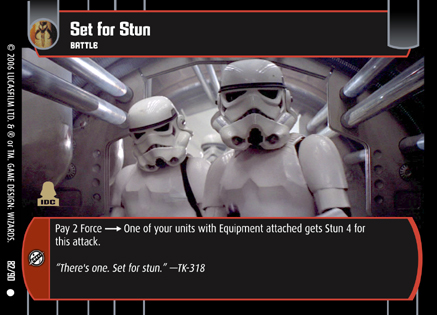 Set for Stun
BATTLE
© 2006 LUCASFILM LTD. & ® or TM. GAME DESIGN: WIZARDS.
82/90
IDC
Pay 2 Force → One of your units with Equipment attached gets Stun 4 for
this attack.
"There's one. Set for stun." —TK-318